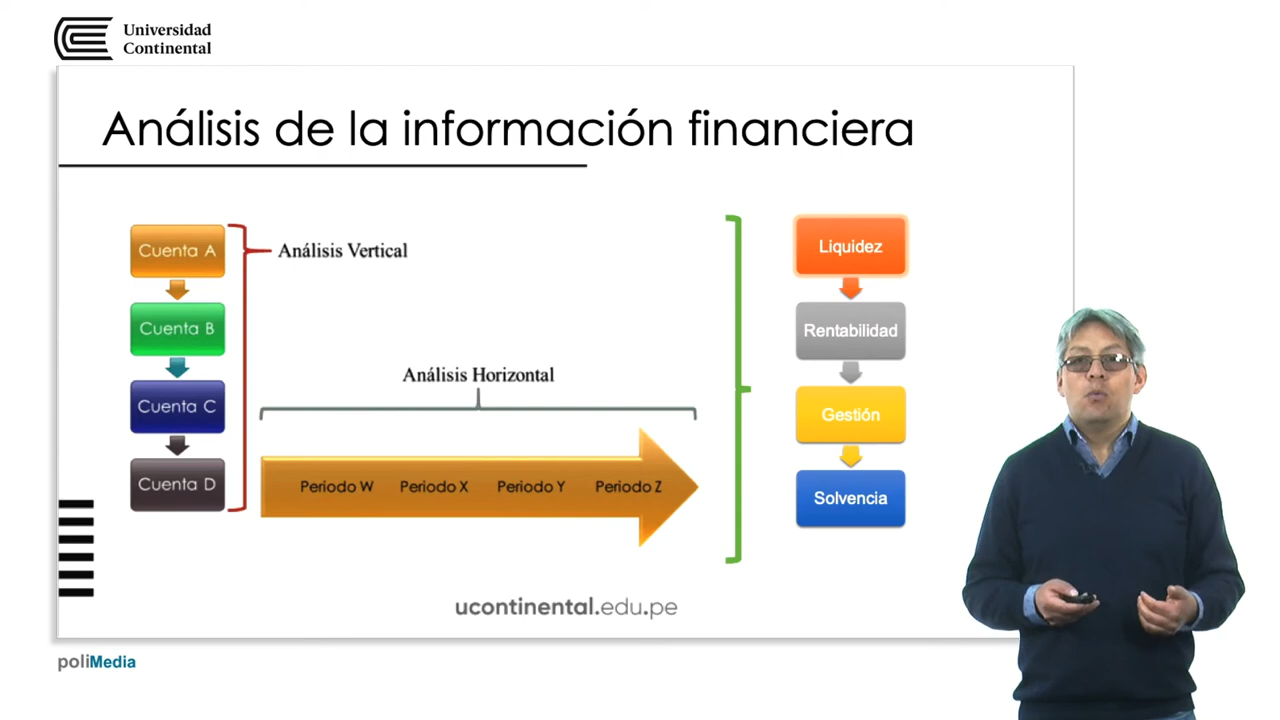 Universidad
Continental
Análisis de la información financiera
Cuenta A
Cuenta B
Cuenta C
Cuenta D
Análisis Vertical
Análisis Horizontal
Periodo W Periodo X Periodo Y Periodo Z
Liquidez
Rentabilidad
Gestión
Solvencia
ucontinental.edu.pe
poliMedia